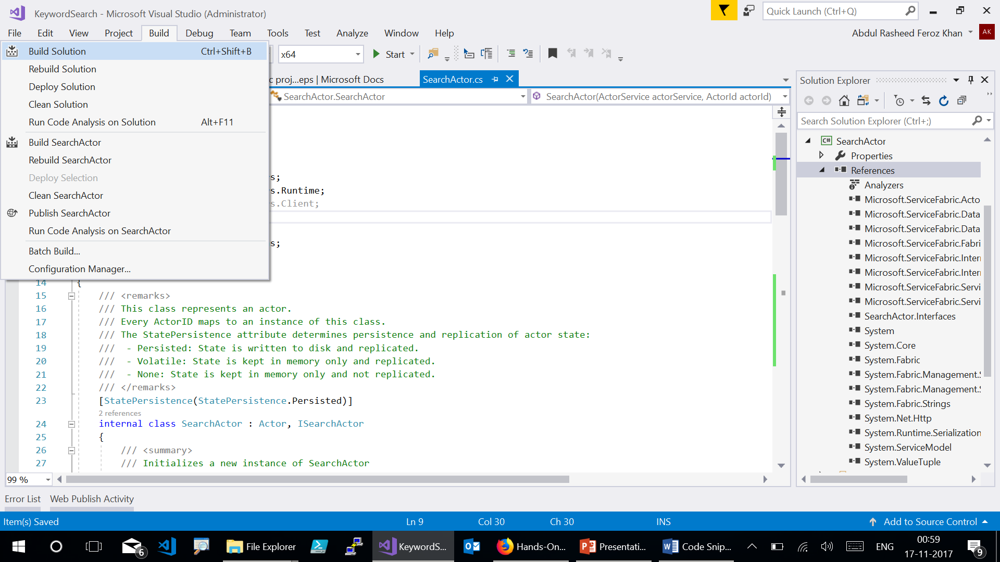 KeywordSearch - Microsoft Visual Studio (Administrator)
Quick Launch (Ctrl+Q)
File Edit View Project Build Debug Team Tools Test Analyze Window Help
Abdul Rasheed Feroz Khan AK
Build Solution Ctrl+Shift+B
Rebuild Solution
Deploy Solution
Clean Solution
Run Code Analysis on Solution Alt+F11
Build SearchActor
Rebuild SearchActor
Deploy Selection
Clean SearchActor
Publish SearchActor
Run Code Analysis on SearchActor
Batch Build...
Configuration Manager...
x64 Start
c proj...eps | Microsoft Docs SearchActor.cs
SearchActor.SearchActor SearchActor(ActorService actorService, ActorId actorId)
s;
s.Runtime;
s.Client;
s;
14 {
15 /// <remarks>
16 /// This class represents an actor.
17 /// Every ActorID maps to an instance of this class.
18 /// The StatePersistence attribute determines persistence and replication of actor state:
19 /// - Persisted: State is written to disk and replicated.
20 /// - Volatile: State is kept in memory only and replicated.
21 /// - None: State is kept in memory only and not replicated.
22 /// </remarks>
23 [StatePersistence(StatePersistence.Persisted)]
2 references
24 internal class SearchActor : Actor, ISearchActor
25 {
26 /// <summary>
27 /// Initializes a new instance of SearchActor
99 %
Solution Explorer
Search Solution Explorer (Ctrl+;)
C# SearchActor
Properties
References
Analyzers
Microsoft.ServiceFabric.Acto
Microsoft.ServiceFabric.Data
Microsoft.ServiceFabric.Data
Microsoft.ServiceFabric.Fabri
Microsoft.ServiceFabric.Inter
Microsoft.ServiceFabric.Inter
Microsoft.ServiceFabric.Servi
Microsoft.ServiceFabric.Servi
SearchActor.Interfaces
System
System.Core
System.Fabric
System.Fabric.Management.S
System.Fabric.Management.S
System.Fabric.Strings
System.Net.Http
System.Runtime.Serialization
System.ServiceModel
System.ValueTuple
Error List Web Publish Activity
Item(s) Saved Ln 9 Col 30 Ch 30 INS Add to Source Control
6 File Explorer KeywordS... Hands-On... Presentati... Code Snip... ENG 00:59
17-11-2017 9